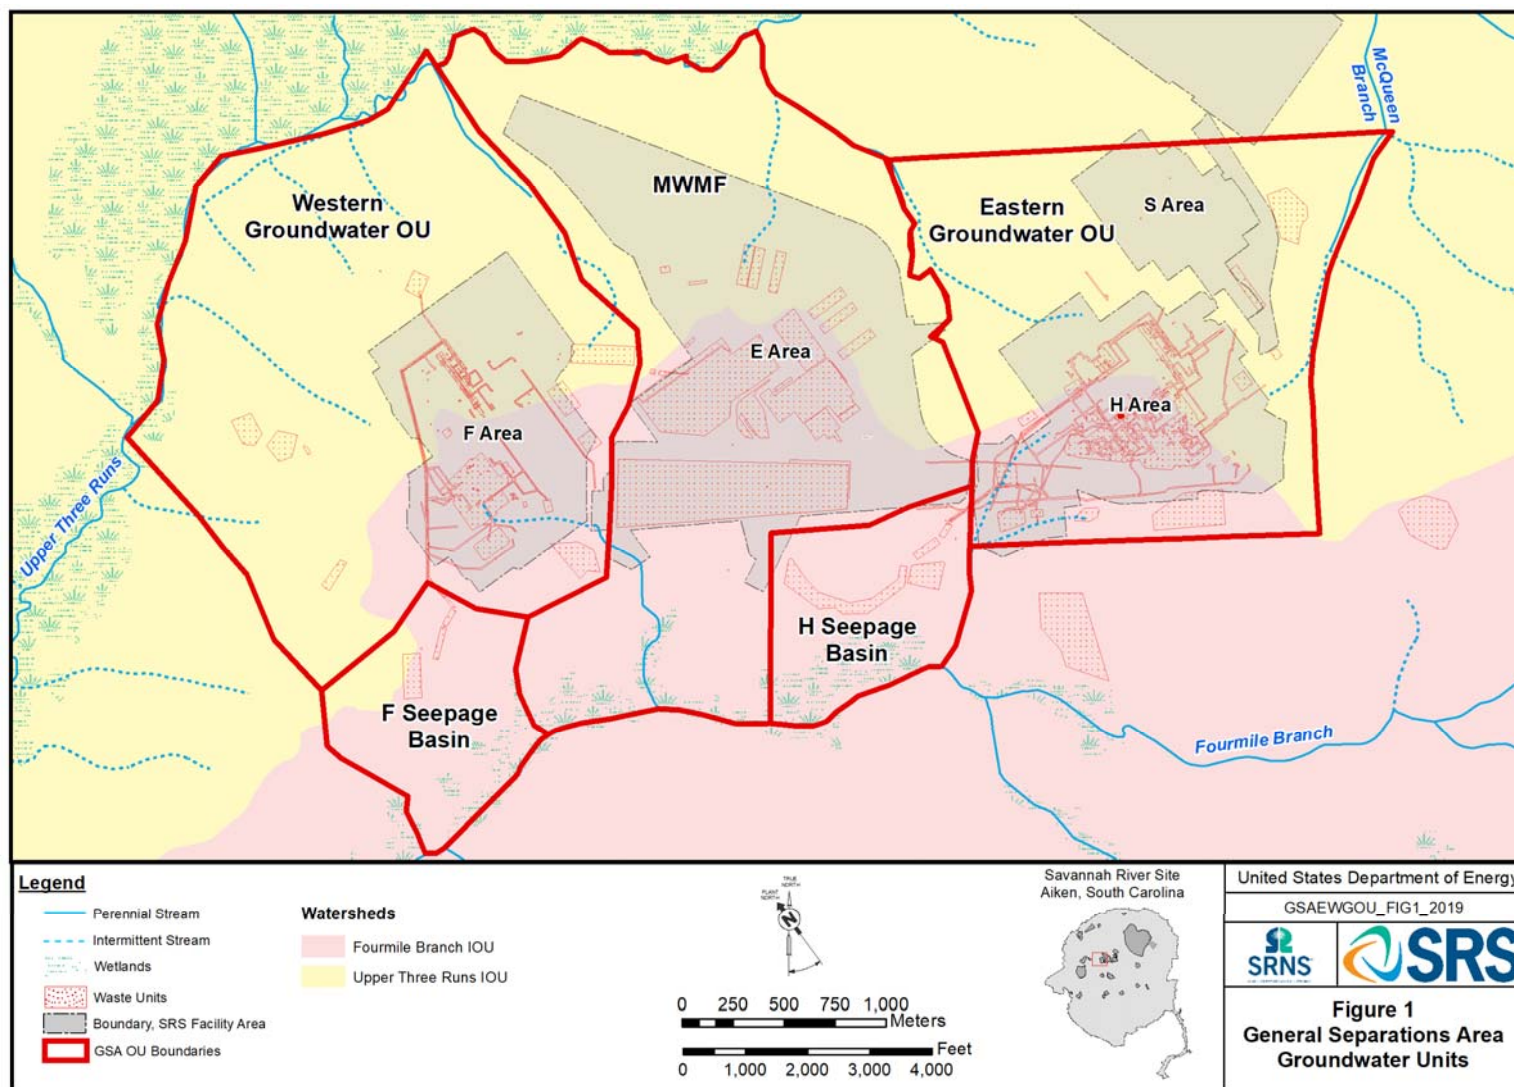 McQueen
Branch
Western
Groundwater OU
MWMF
Eastern
Groundwater OU
S Area
E Area
F Area
H Area
Upper Three Runs
H Seepage
Basin
F Seepage
Basin
Fourmile Branch
Legend
Perennial Stream
Intermittent Stream
Wetlands
Waste Units
Boundary, SRS Facility Area
GSA OU Boundaries
Watersheds
Fourmile Branch IOU
Upper Three Runs IOU
TRUE
NORTH
PLANT
NORTH
N
0 250 500 750 1,000
Meters
Feet
0 1,000 2,000 3,000 4,000
Savannah River Site
Aiken, South Carolina
United States Department of Energy
GSAEWGOU_FIG1_2019
SRNS
SRS
Figure 1
General Separations Area
Groundwater Units